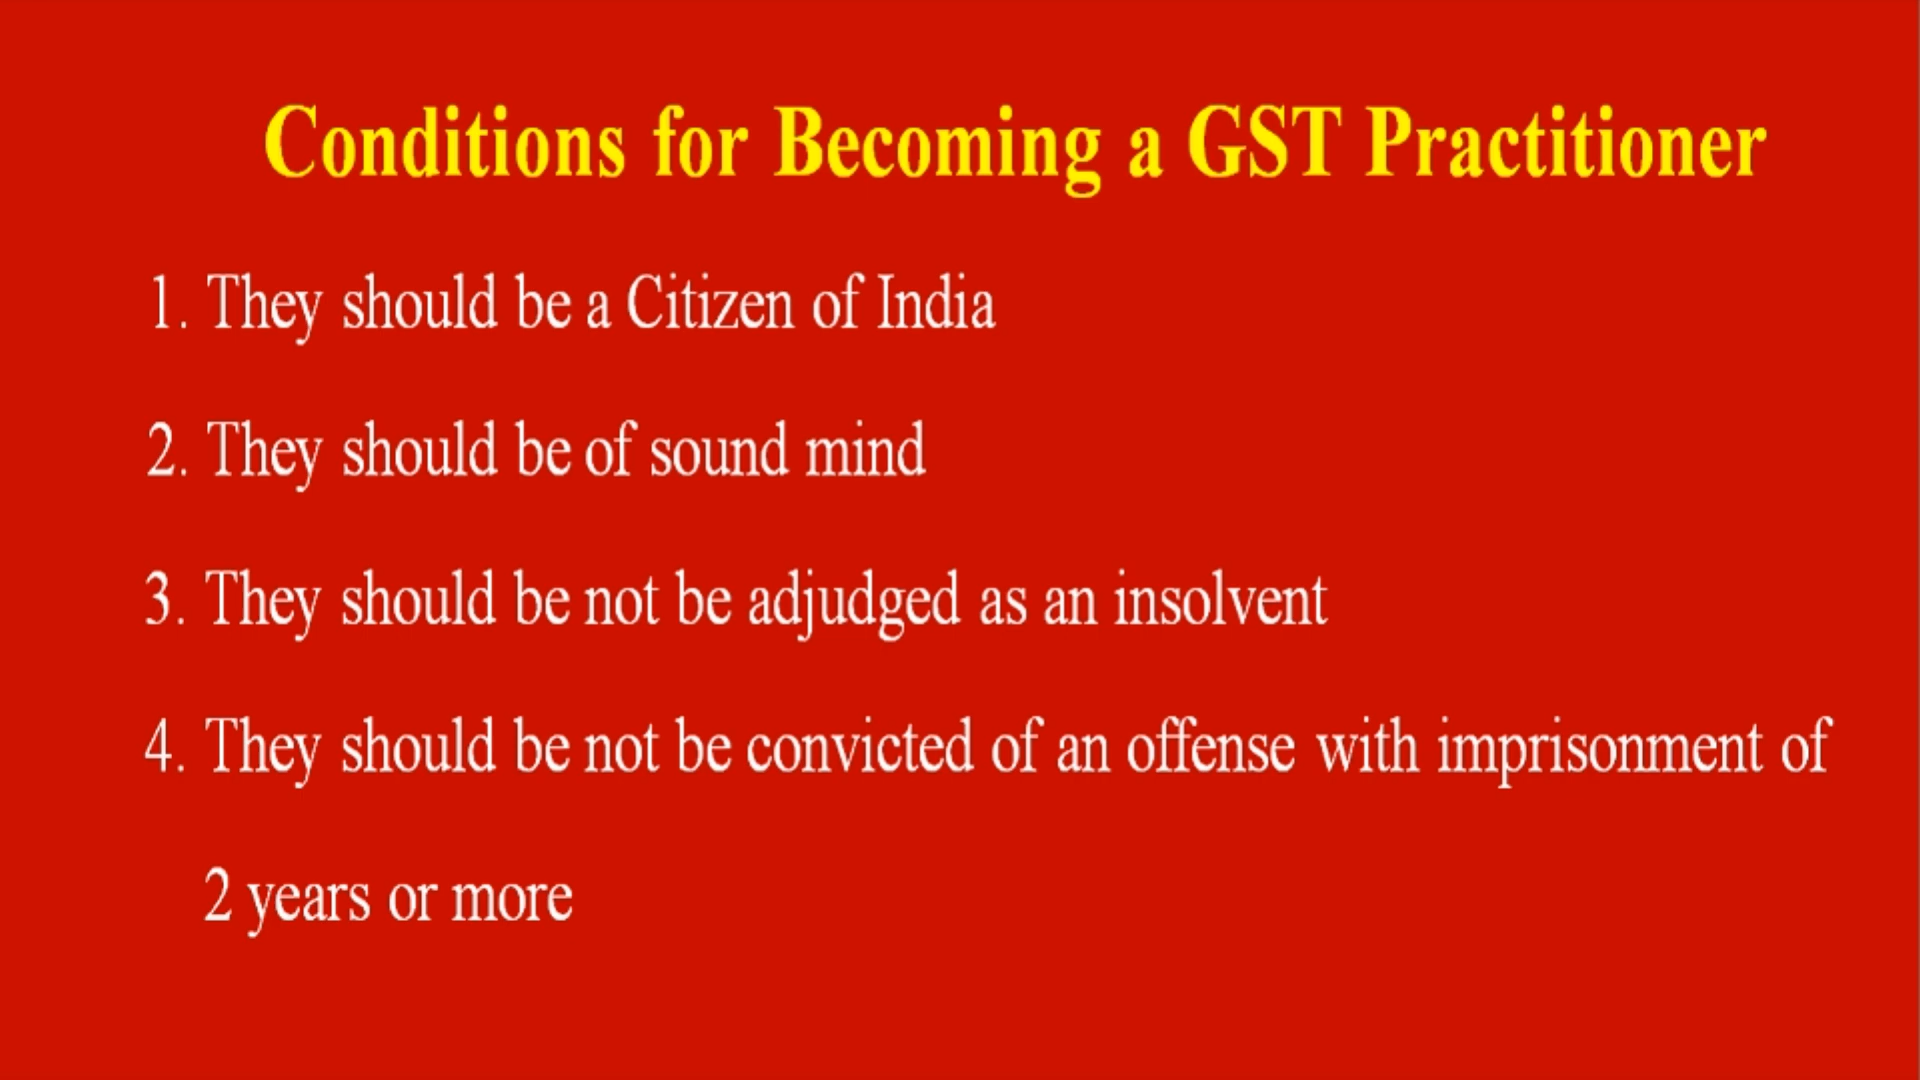 Conditions for Becoming a GST Practitioner
1. They should be a Citizen of India
2. They should be of sound mind
3. They should be not be adjudged as an insolvent
4. They should be not be convicted of an offense with imprisonment of
2 years or more